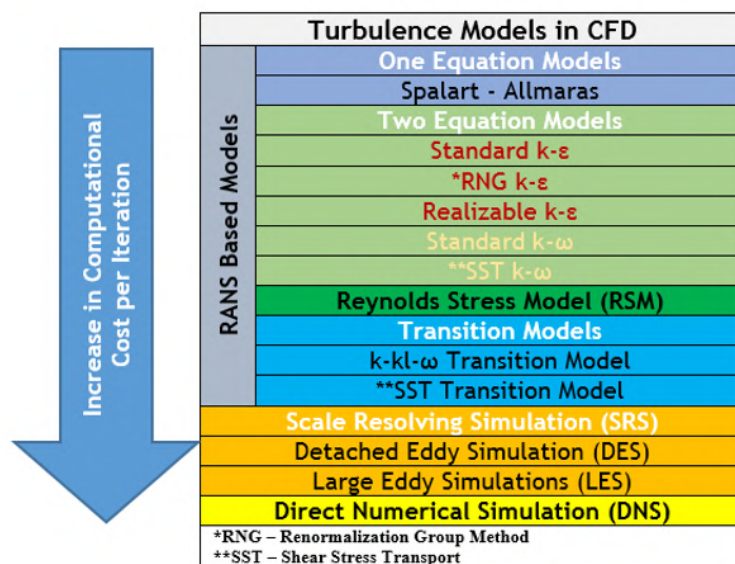 Turbulence Models in CFD
Increase in Computational
Cost per Iteration
RANS Based Models
One Equation Models
Spalart - Allmaras
Two Equation Models
Standard k-ε
*RNG k-ε
Realizable k-ε
Standard k-ω
**SST k-ω
Reynolds Stress Model (RSM)
Transition Models
k-kl-ω Transition Model
**SST Transition Model
Scale Resolving Simulation (SRS)
Detached Eddy Simulation (DES)
Large Eddy Simulations (LES)
Direct Numerical Simulation (DNS)
*RNG – Renormalization Group Method
**SST – Shear Stress Transport